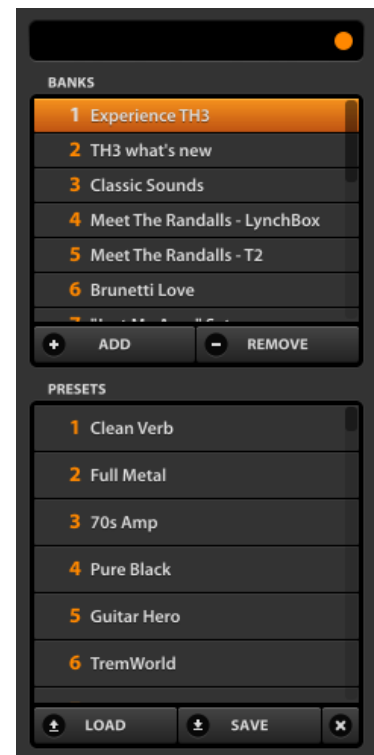 BANKS
1 Experience TH3
2 TH3 what's new
3 Classic Sounds
4 Meet The Randalls - LynchBox
5 Meet The Randalls - T2
6 Brunetti Love
7
ADD
REMOVE
PRESETS
1 Clean Verb
2 Full Metal
3 70s Amp
4 Pure Black
5 Guitar Hero
6 TremWorld
LOAD
SAVE